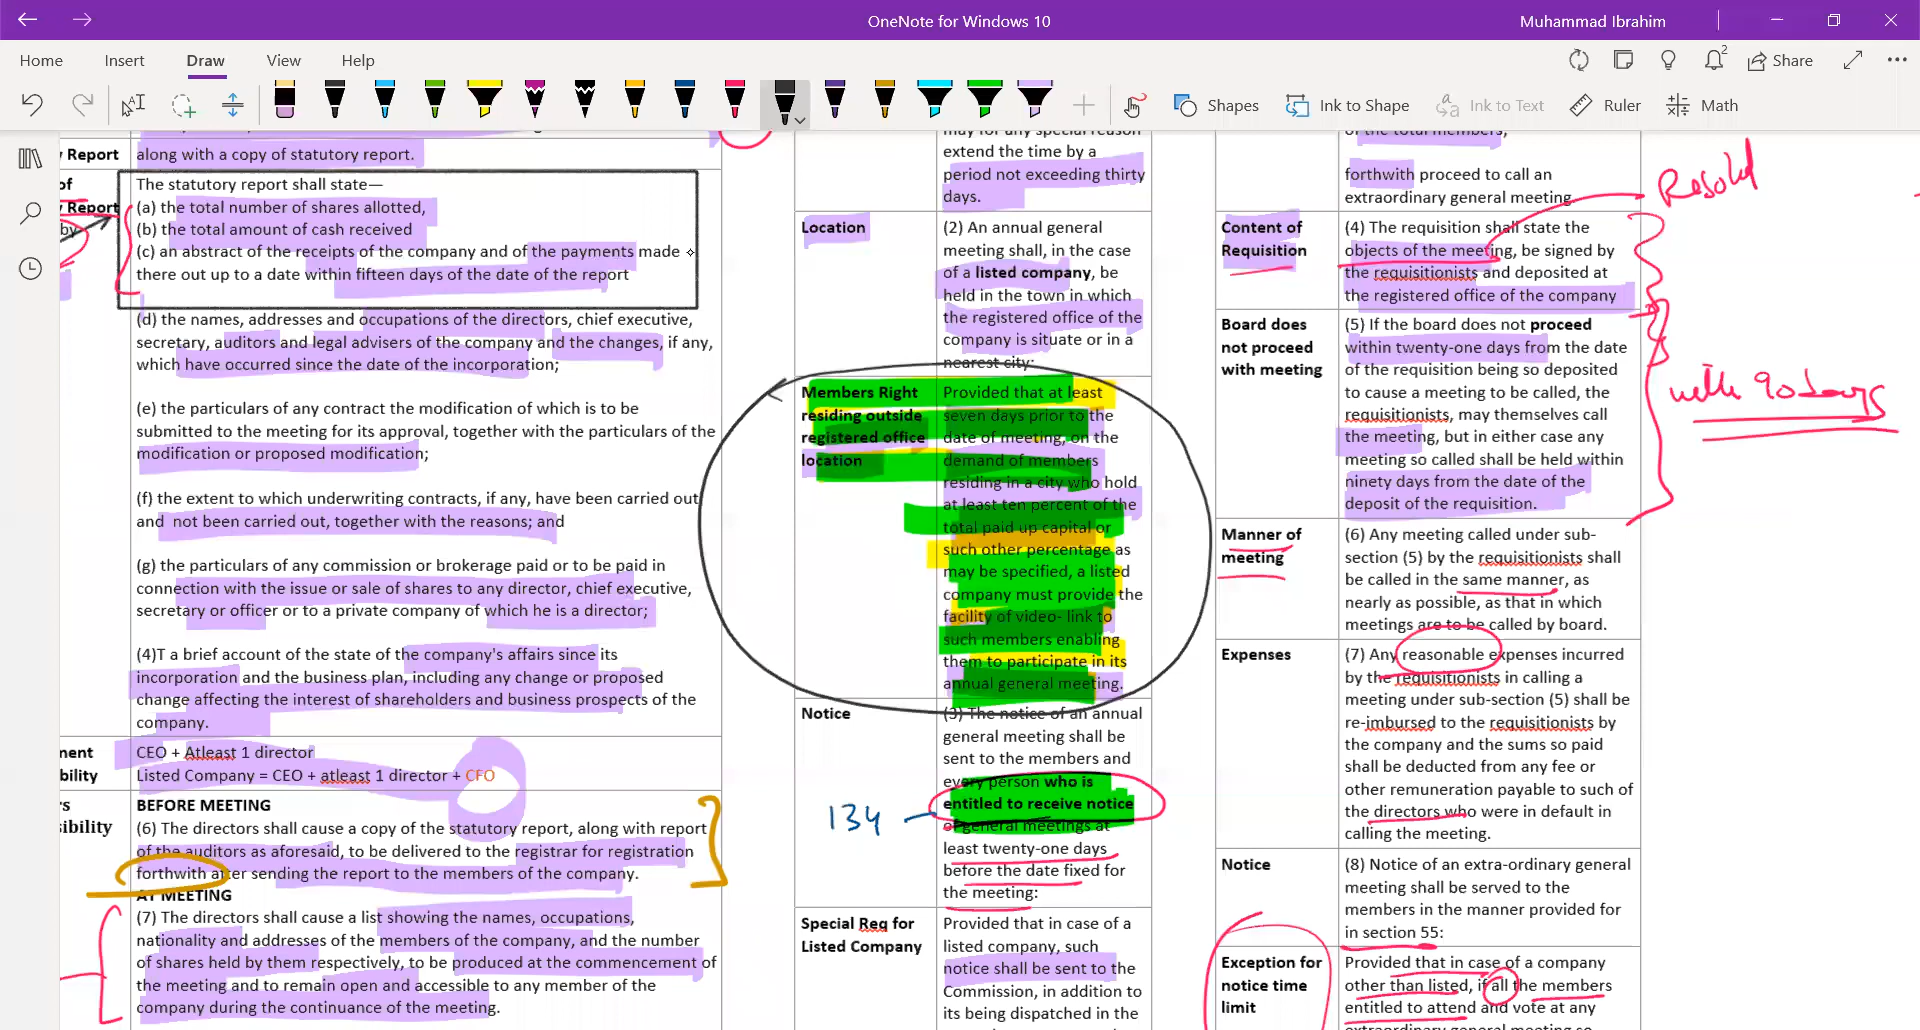 OneNote for Windows 10
Muhammad Ibrahim
Home
Insert
Draw
View
Help
2
Share
Shapes
Ink to Shape
Ink to Text
Ruler
Math
y Report
along with a copy of statutory report.
of
y Report
by
The statutory report shall state—
(a) the total number of shares allotted,
(b) the total amount of cash received
(c) an abstract of the receipts of the company and of the payments made
there out up to a date within fifteen days of the date of the report
(d) the names, addresses and occupations of the directors, chief executive,
secretary, auditors and legal advisers of the company and the changes, if any,
which have occurred since the date of the incorporation;
(e) the particulars of any contract the modification of which is to be
submitted to the meeting for its approval, together with the particulars of the
modification or proposed modification;
(f) the extent to which underwriting contracts, if any, have been carried out
and not been carried out, together with the reasons; and
(g) the particulars of any commission or brokerage paid or to be paid in
connection with the issue or sale of shares to any director, chief executive,
secretary or officer or to a private company of which he is a director;
(4)T a brief account of the state of the company's affairs since its
incorporation and the business plan, including any change or proposed
change affecting the interest of shareholders and business prospects of the
company.
nent
bility
CEO + Atleast 1 director
Listed Company = CEO + atleast 1 director + CFO
rs
ibility
BEFORE MEETING
(6) The directors shall cause a copy of the statutory report, along with report
of the auditors as aforesaid, to be delivered to the registrar for registration
forthwith after sending the report to the members of the company.
AT MEETING
(7) The directors shall cause a list showing the names, occupations,
nationality and addresses of the members of the company, and the number
of shares held by them respectively, to be produced at the commencement of
the meeting and to remain open and accessible to any member of the
company during the continuance of the meeting.
may for any special reason
extend the time by a
period not exceeding thirty
days.
Location
(2) An annual general
meeting shall, in the case
of a listed company, be
held in the town in which
the registered office of the
company is situate or in a
nearest city:
Members Right
residing outside
registered office
location
Provided that at least
seven days prior to the
date of meeting, on the
demand of members
residing in a city who hold
at least ten percent of the
total paid up capital or
such other percentage as
may be specified, a listed
company must provide the
facility of video- link to
such members enabling
them to participate in its
annual general meeting.
Notice
(3) The notice of an annual
general meeting shall be
sent to the members and
every person who is
entitled to receive notice
of general meetings at
least twenty-one days
before the date fixed for
the meeting:
134
Special Req for
Listed Company
Provided that in case of a
listed company, such
notice shall be sent to the
Commission, in addition to
its being dispatched in the
of the total members,
forthwith proceed to call an
extraordinary general meeting.
Content of
Requisition
(4) The requisition shall state the
objects of the meeting, be signed by
the requisitionists and deposited at
the registered office of the company
Board does
not proceed
with meeting
(5) If the board does not proceed
within twenty-one days from the date
of the requisition being so deposited
to cause a meeting to be called, the
requisitionists, may themselves call
the meeting, but in either case any
meeting so called shall be held within
ninety days from the date of the
deposit of the requisition.
Manner of
meeting
(6) Any meeting called under sub-
section (5) by the requisitionists shall
be called in the same manner, as
nearly as possible, as that in which
meetings are to be called by board.
Expenses
(7) Any reasonable expenses incurred
by the requisitionists in calling a
meeting under sub-section (5) shall be
re-imbursed to the requisitionists by
the company and the sums so paid
shall be deducted from any fee or
other remuneration payable to such of
the directors who were in default in
calling the meeting.
Notice
(8) Notice of an extra-ordinary general
meeting shall be served to the
members in the manner provided for
in section 55:
Exception for
notice time
limit
Provided that in case of a company
other than listed, if all the members
entitled to attend and vote at any
extraordinary general meeting so
90 days